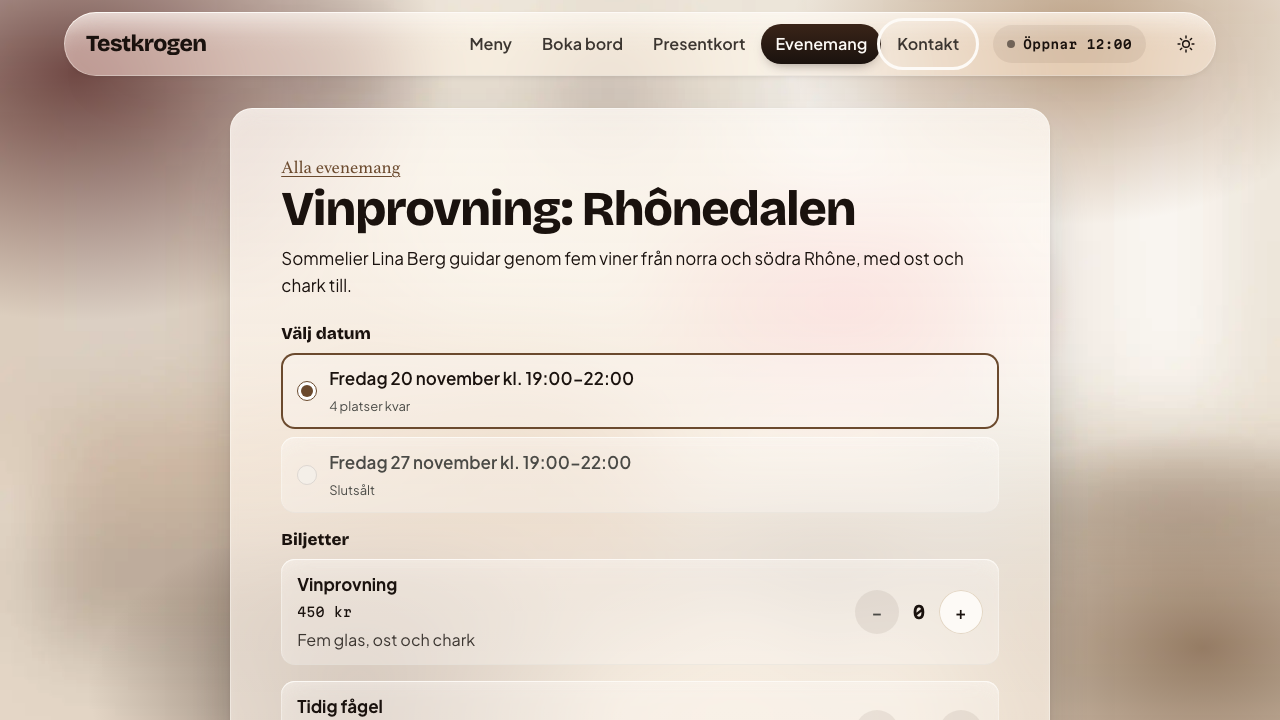 Testkrogen
Meny
Boka bord
Presentkort
Evenemang
Kontakt
Öppnar 12:00
Alla evenemang
Vinprovning: Rhônedalen
Sommelier Lina Berg guidar genom fem viner från norra och södra Rhône, med ost och
chark till.
Välj datum
Fredag 20 november kl. 19:00–22:00
4 platser kvar
Fredag 27 november kl. 19:00–22:00
Slutsålt
Biljetter
Vinprovning
450 kr
Fem glas, ost och chark
− 0 +
Tidig fågel